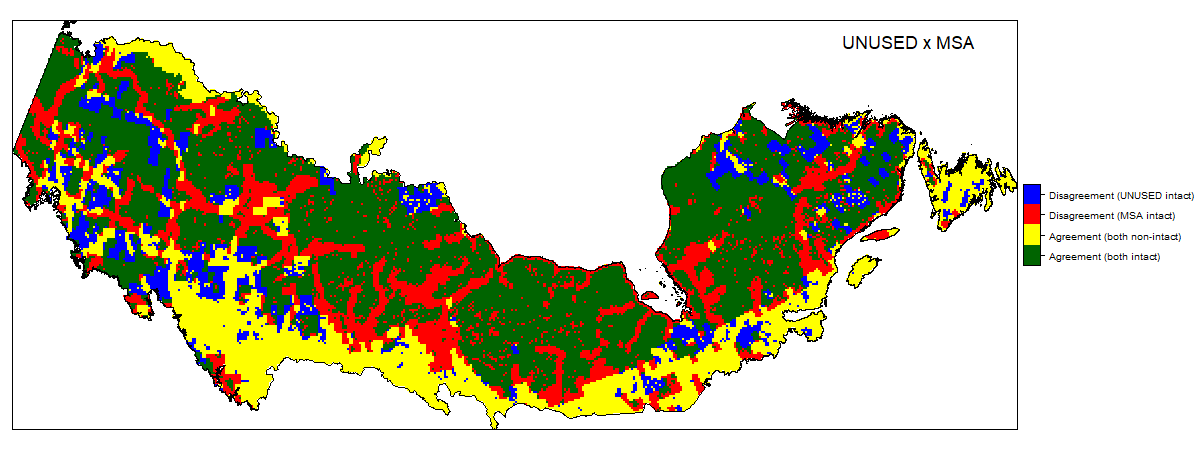 UNUSED x MSA
Disagreement (UNUSED intact)
Disagreement (MSA intact)
Agreement (both non-intact)
Agreement (both intact)